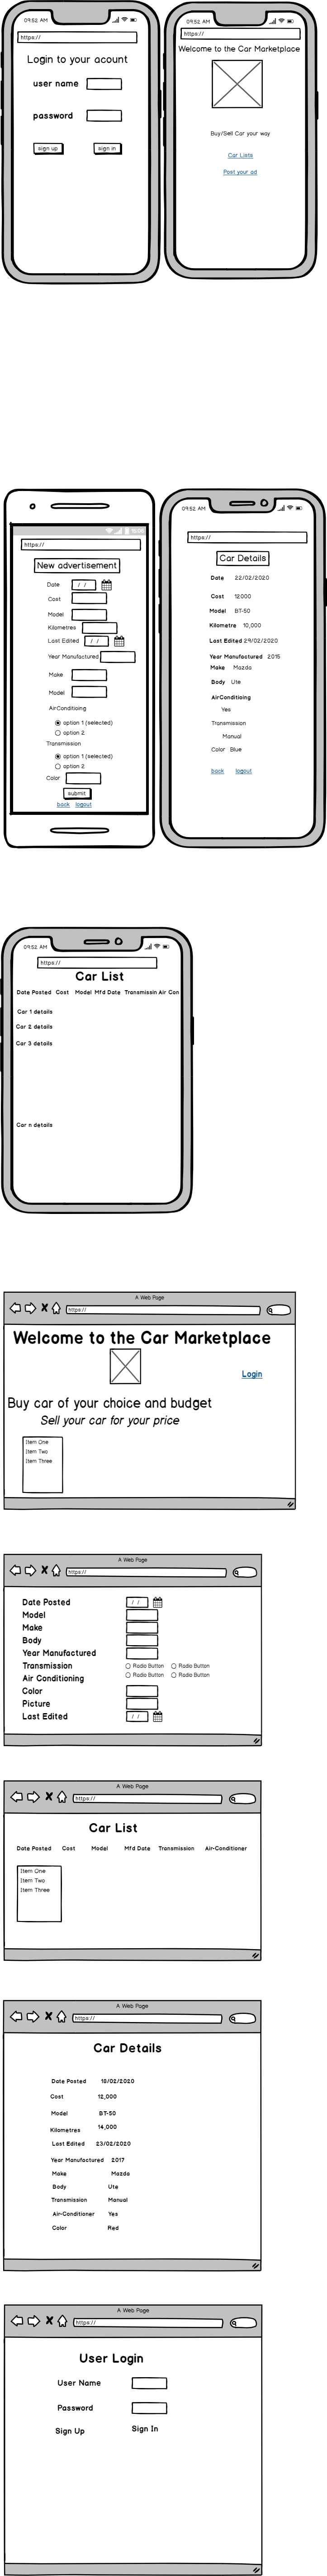 09:52 AM
https://
Login to your acount
user name
password
sign up sign in
09:52 AM
https://
Welcome to the Car Marketplace
Buy/Sell Car your way
Car Lists
Post your ad
https://
New advertisement
Date / /
Cost
Model
Kilometres
Last Edited / /
Year Manufactured
Make
Model
AirConditioing
option 1 (selected)
option 2
Transmission
option 1 (selected)
option 2
Color
submit
back logout
09:52 AM
https://
Car Details
Date 22/02/2020
Cost 12000
Model BT-50
Kilometre 10,000
Last Edited 29/02/2020
Year Manufactured 2015
Make Mazda
Body Ute
AirConditioing
Yes
Transmission
Manual
Color Blue
back logout
09:52 AM
https://
Car List
Date Posted Cost Model Mfd Date Transmissin Air Con
Car 1 details
Car 2 details
Car 3 details
Car n details
A Web Page
https://
Welcome to the Car Marketplace
Login
Buy car of your choice and budget
Sell your car for your price
Item One
Item Two
Item Three
A Web Page
https://
Date Posted / /
Model
Make
Body
Year Manufactured
Transmission Radio Button Radio Button
Air Conditioning Radio Button Radio Button
Color
Picture
Last Edited / /
A Web Page
https://
Car List
Date Posted Cost Model Mfd Date Transmission Air-Conditioner
Item One
Item Two
Item Three
A Web Page
https://
Car Details
Date Posted 18/02/2020
Cost 12,000
Model BT-50
Kilometres 14,000
Last Edited 23/02/2020
Year Manufactured 2017
Make Mazda
Body Ute
Transmission Manual
Air-Conditioner Yes
Color Red
A Web Page
https://
User Login
User Name
Password
Sign Up Sign In